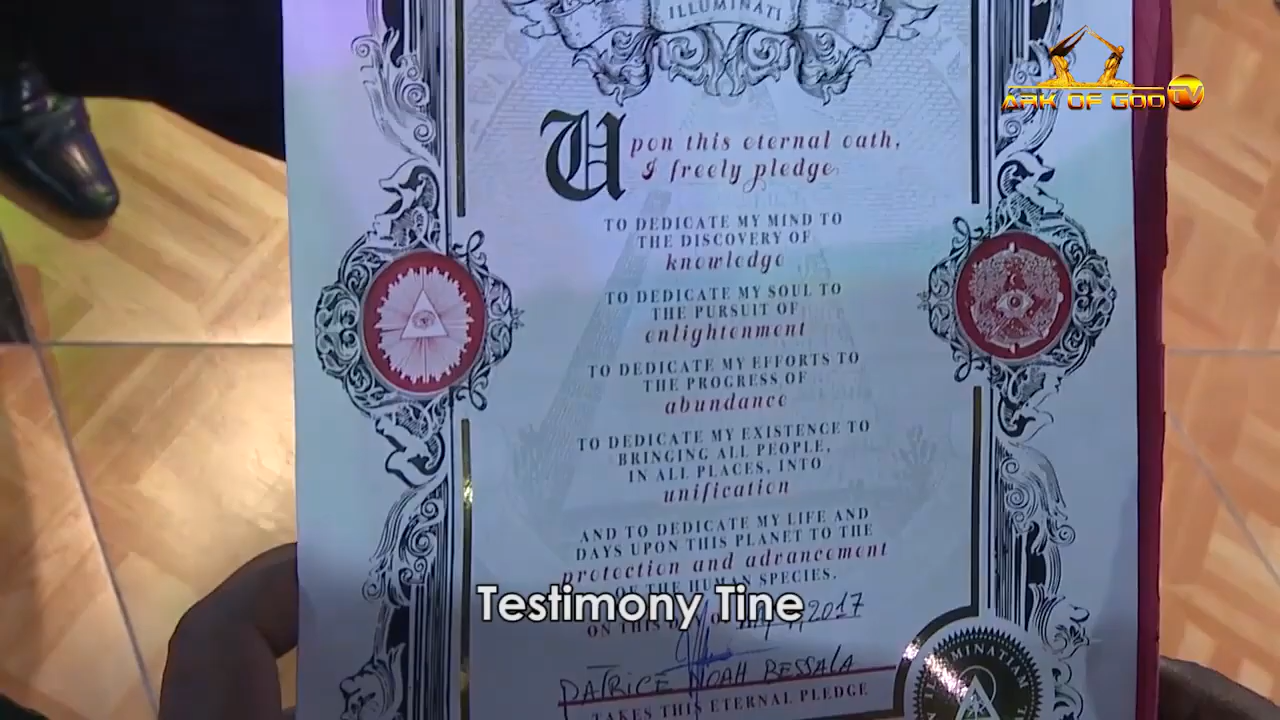 ILLUMINATI
ARK OF GOD TV
Upon this eternal oath,
I freely pledge
TO DEDICATE MY MIND TO
THE DISCOVERY OF
knowledge
TO DEDICATE MY SOUL TO
THE PURSUIT OF
enlightenment
TO DEDICATE MY EFFORTS TO
THE PROGRESS OF
abundance
TO DEDICATE MY EXISTENCE TO
BRINGING ALL PEOPLE,
IN ALL PLACES, INTO
unification
AND TO DEDICATE MY LIFE AND
DAYS UPON THIS PLANET TO THE
protection and advancement
OF THE HUMAN SPECIES.
Testimony Tine
ON THIS 2017
PATRICE NOAH BESSALA
TAKES THIS ETERNAL PLEDGE